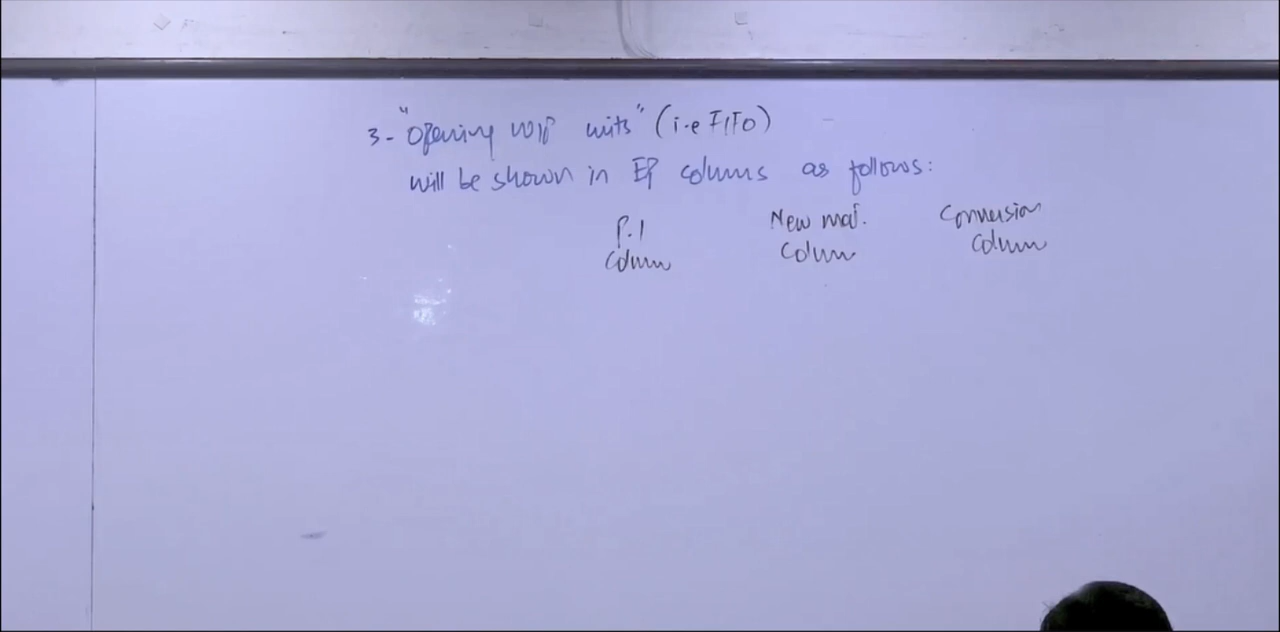 3- "Opening WIP units" (i.e FIFO)
will be shown in EP columns as follows:
P.1 New mat. Conversion
Column Column Column